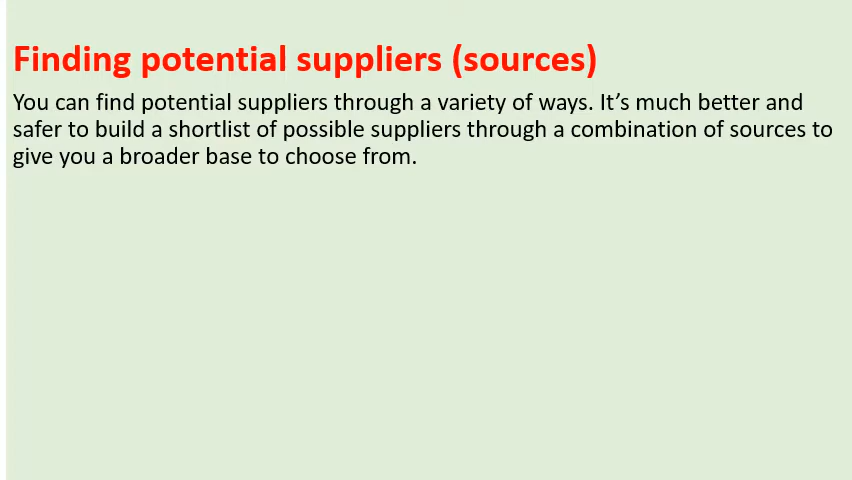 Finding potential suppliers (sources)
You can find potential suppliers through a variety of ways. It’s much better and
safer to build a shortlist of possible suppliers through a combination of sources to
give you a broader base to choose from.